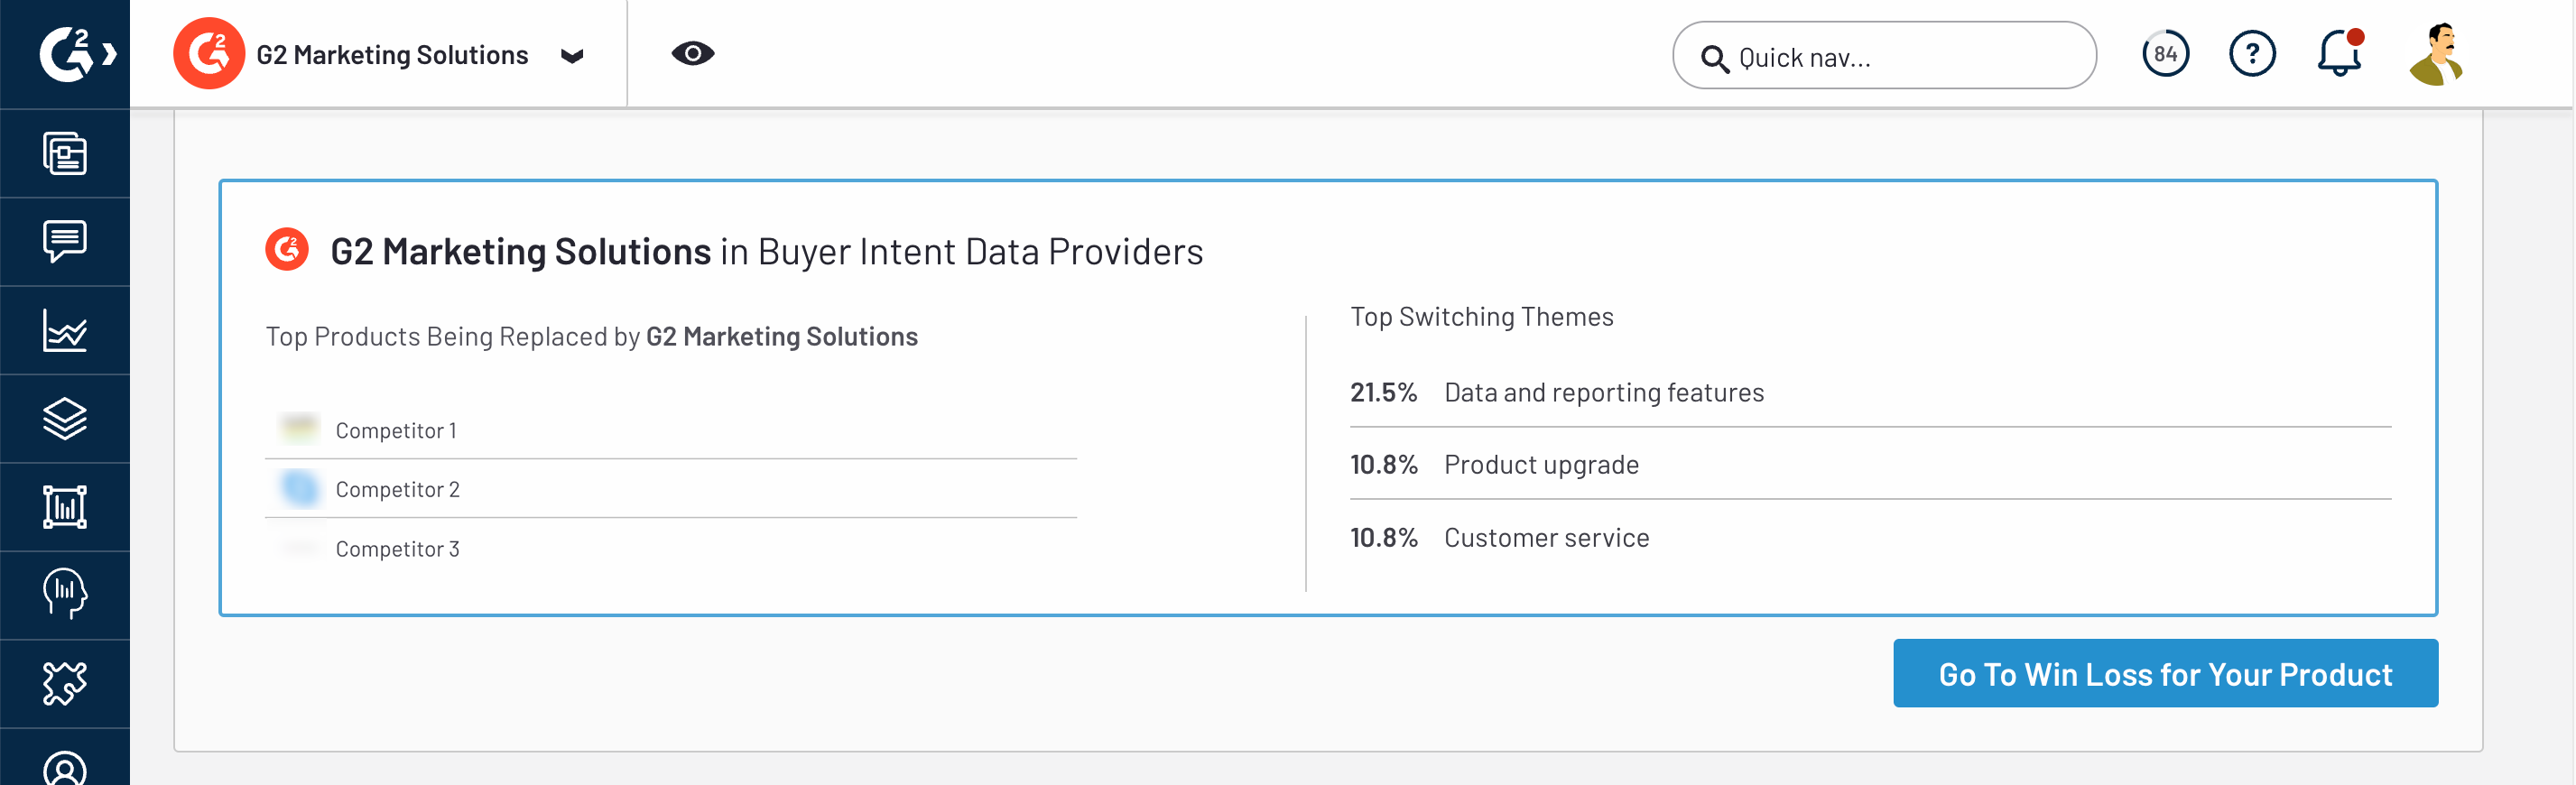 G2
G2 Marketing Solutions
Quick nav...
84
?
G2 Marketing Solutions in Buyer Intent Data Providers
Top Products Being Replaced by G2 Marketing Solutions
Competitor 1
Competitor 2
Competitor 3
Top Switching Themes
21.5% Data and reporting features
10.8% Product upgrade
10.8% Customer service
Go To Win Loss for Your Product